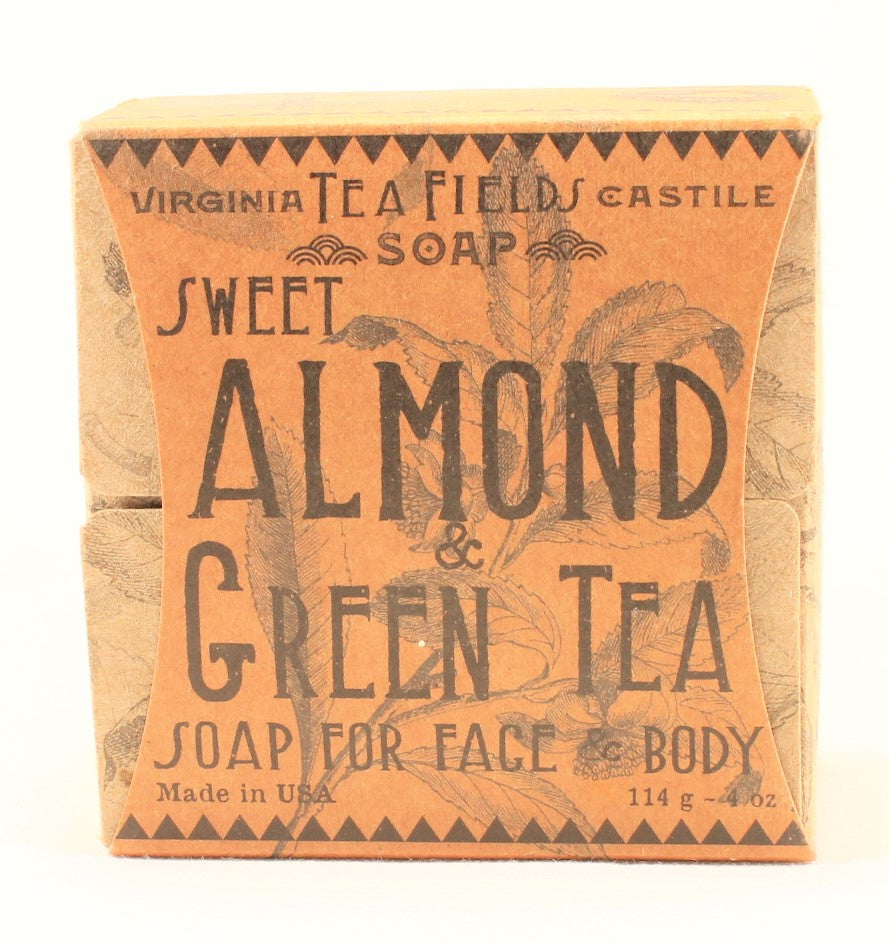 VIRGINIA TEA FIELDS CASTILE
SOAP
SWEET
ALMOND
&
GREEN TEA
SOAP FOR FACE & BODY
Made in USA 114 g ~ 4 oz